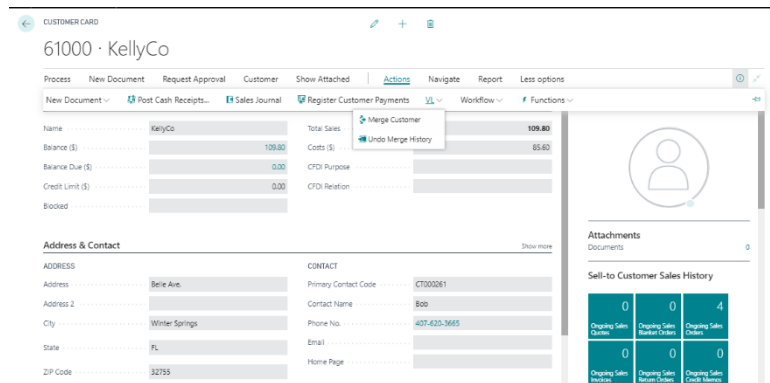 CUSTOMER CARD
61000 · KellyCo
Process New Document Request Approval Customer Show Attached Actions Navigate Report Less options
New Document Post Cash Receipts... Sales Journal Register Customer Payments VL Workflow Functions
Merge Customer
Undo Merge History
Name KellyCo Total Sales 109.80
Balance ($) 109.80 Costs ($) 85.60
Balance Due ($) 0.00 CFDI Purpose
Credit Limit ($) 0.00 CFDI Relation
Blocked
Address & Contact Show more
ADDRESS CONTACT
Address Belle Ave. Primary Contact Code CT000261
Address 2 Contact Name Bob
City Winter Springs Phone No. 407-620-3665
State FL Email
Home Page
ZIP Code 32755
Attachments
Documents 0
Sell-to Customer Sales History
0 0 4
Ongoing Sales Quotes Ongoing Sales Blanket Orders Ongoing Sales Orders
0 0 0
Ongoing Sales Invoices Ongoing Sales Return Orders Ongoing Sales Credit Memos